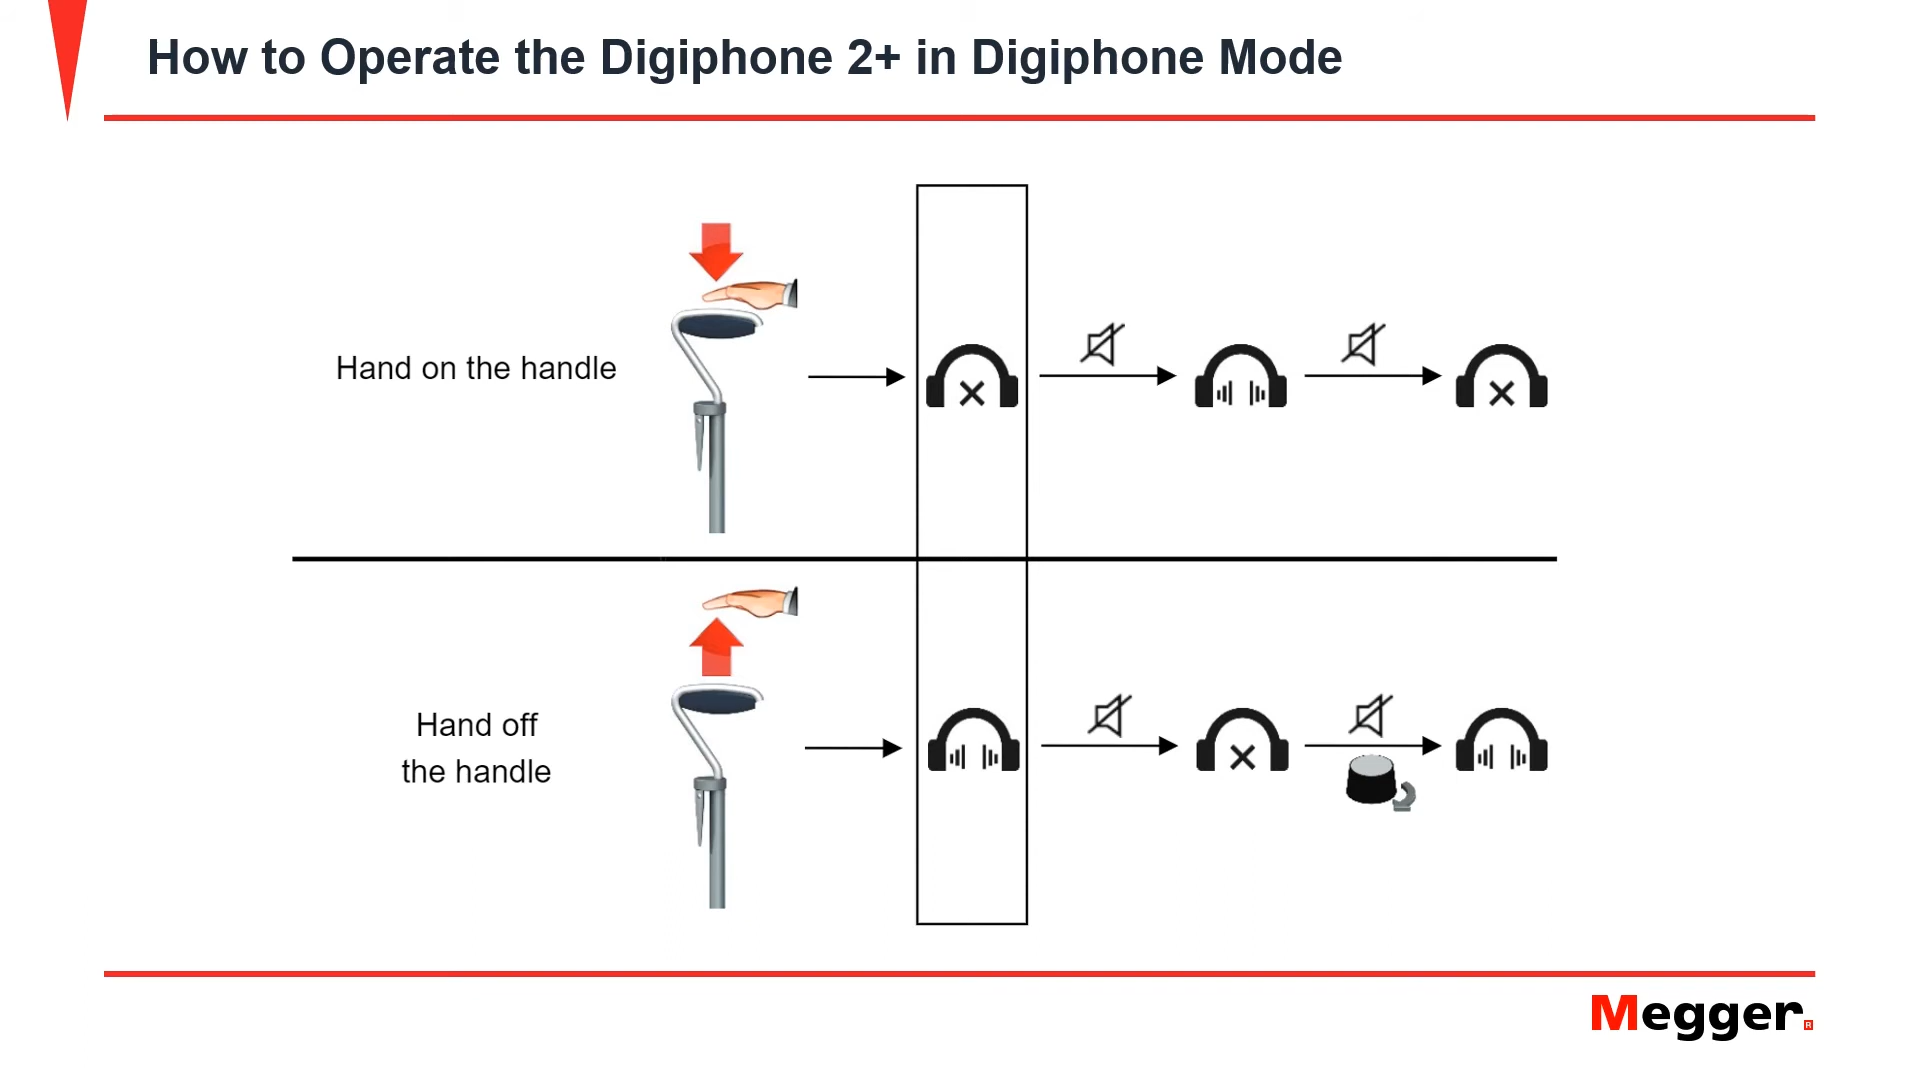 How to Operate the Digiphone 2+ in Digiphone Mode
Hand on the handle
Hand off
the handle
Megger®